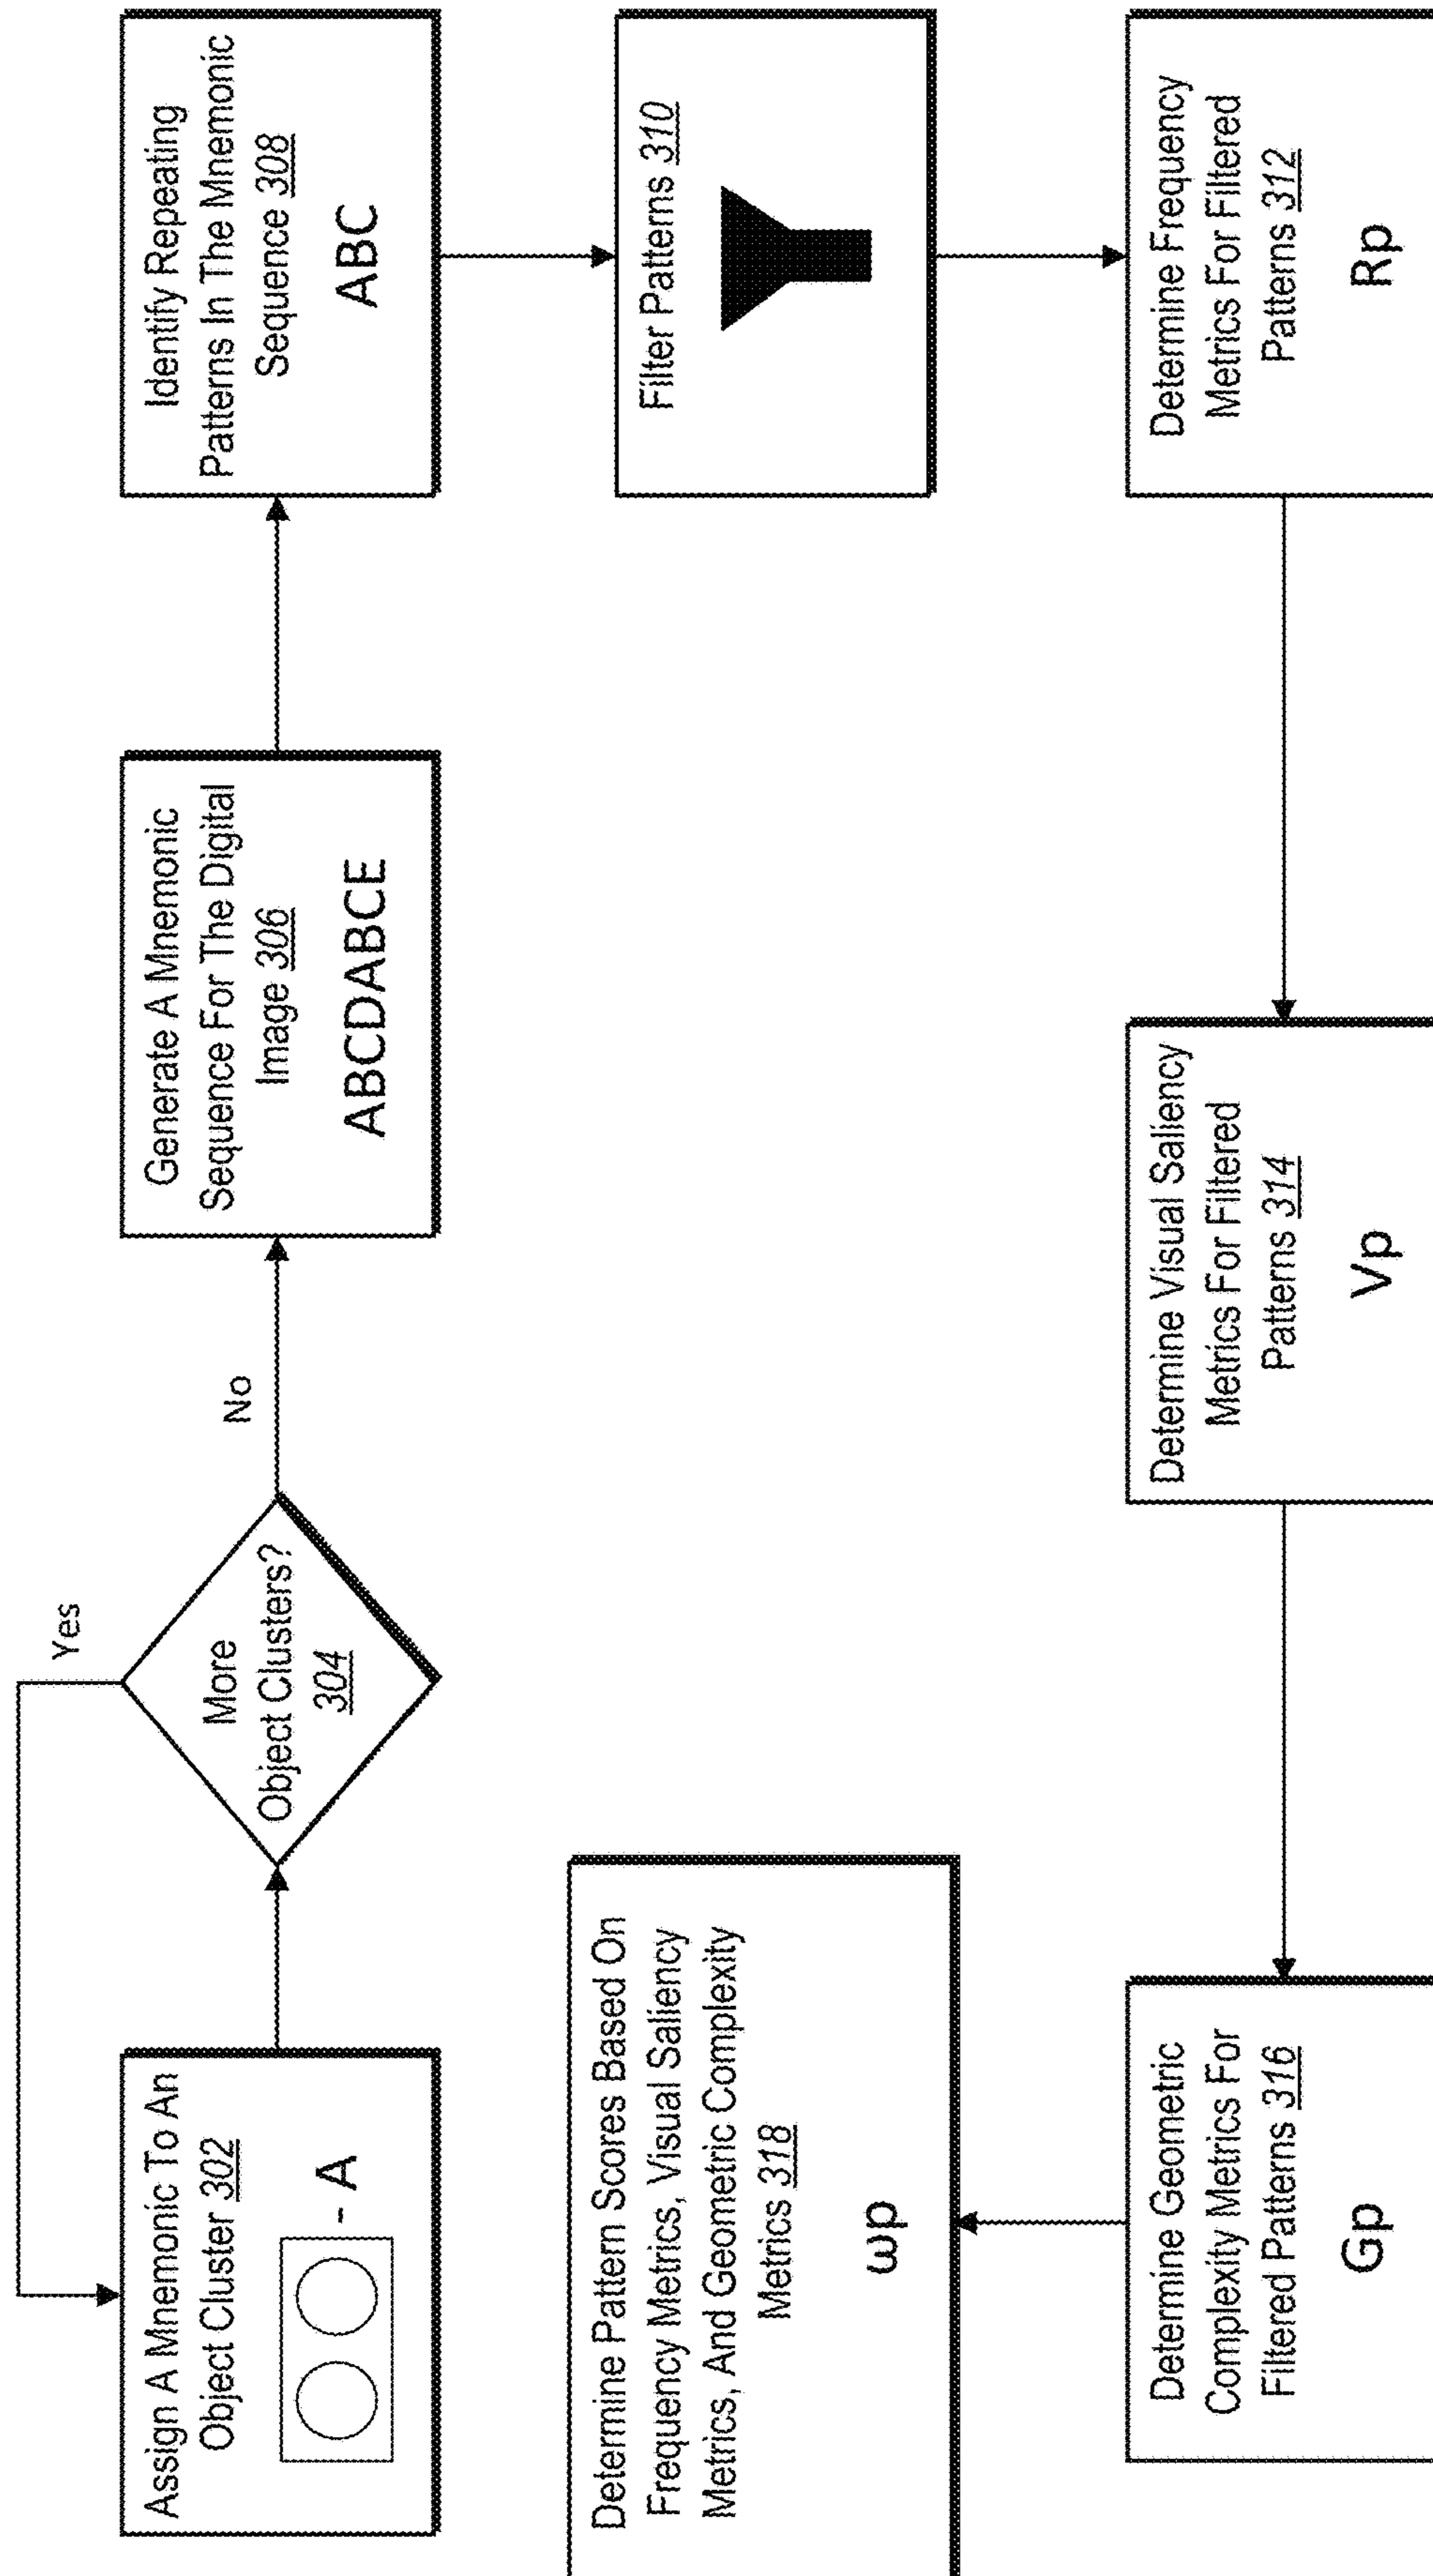 Assign A Mnemonic To An
Object Cluster 302
- A
More
Object Clusters?
304
Yes
No
Generate A Mnemonic
Sequence For The Digital
Image 306
ABCDABCE
Identify Repeating
Patterns In The Mnemonic
Sequence 308
ABC
Filter Patterns 310
Determine Frequency
Metrics For Filtered
Patterns 312
Rp
Determine Visual Saliency
Metrics For Filtered
Patterns 314
Vp
Determine Geometric
Complexity Metrics For
Filtered Patterns 316
Gp
Determine Pattern Scores Based On
Frequency Metrics, Visual Saliency
Metrics, And Geometric Complexity
Metrics 318
ωp